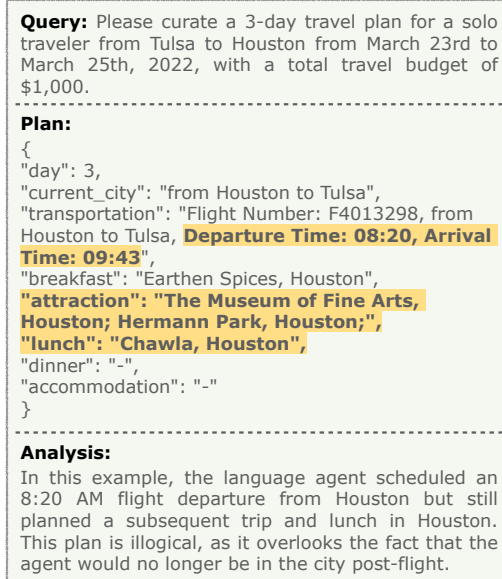 Query: Please curate a 3-day travel plan for a solo
traveler from Tulsa to Houston from March 23rd to
March 25th, 2022, with a total travel budget of
$1,000.
Plan:
{
"day": 3,
"current_city": "from Houston to Tulsa",
"transportation": "Flight Number: F4013298, from
Houston to Tulsa, Departure Time: 08:20, Arrival
Time: 09:43",
"breakfast": "Earthen Spices, Houston",
"attraction": "The Museum of Fine Arts,
Houston; Hermann Park, Houston;",
"lunch": "Chawla, Houston",
"dinner": "-",
"accommodation": "-"
}
Analysis:
In this example, the language agent scheduled an
8:20 AM flight departure from Houston but still
planned a subsequent trip and lunch in Houston.
This plan is illogical, as it overlooks the fact that the
agent would no longer be in the city post-flight.